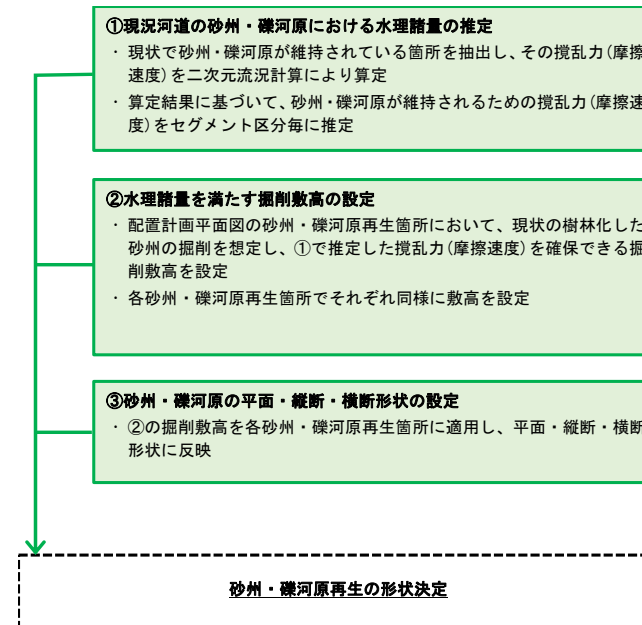 ①現況河道の砂州・礫河原における水理諸量の推定
・ 現状で砂州・礫河原が維持されている箇所を抽出し、その撹乱力(摩擦
速度)を二次元流況計算により算定
・ 算定結果に基づいて、砂州・礫河原が維持されるための撹乱力(摩擦速
度)をセグメント区分毎に推定
②水理諸量を満たす掘削敷高の設定
・ 配置計画平面図の砂州・礫河原再生箇所において、現状の樹林化した
砂州の掘削を想定し、①で推定した撹乱力(摩擦速度)を確保できる掘
削敷高を設定
・ 各砂州・礫河原再生箇所でそれぞれ同様に敷高を設定
③砂州・礫河原の平面・縦断・横断形状の設定
・ ②の掘削敷高を各砂州・礫河原再生箇所に適用し、平面・縦断・横断
形状に反映
砂州・礫河原再生の形状決定